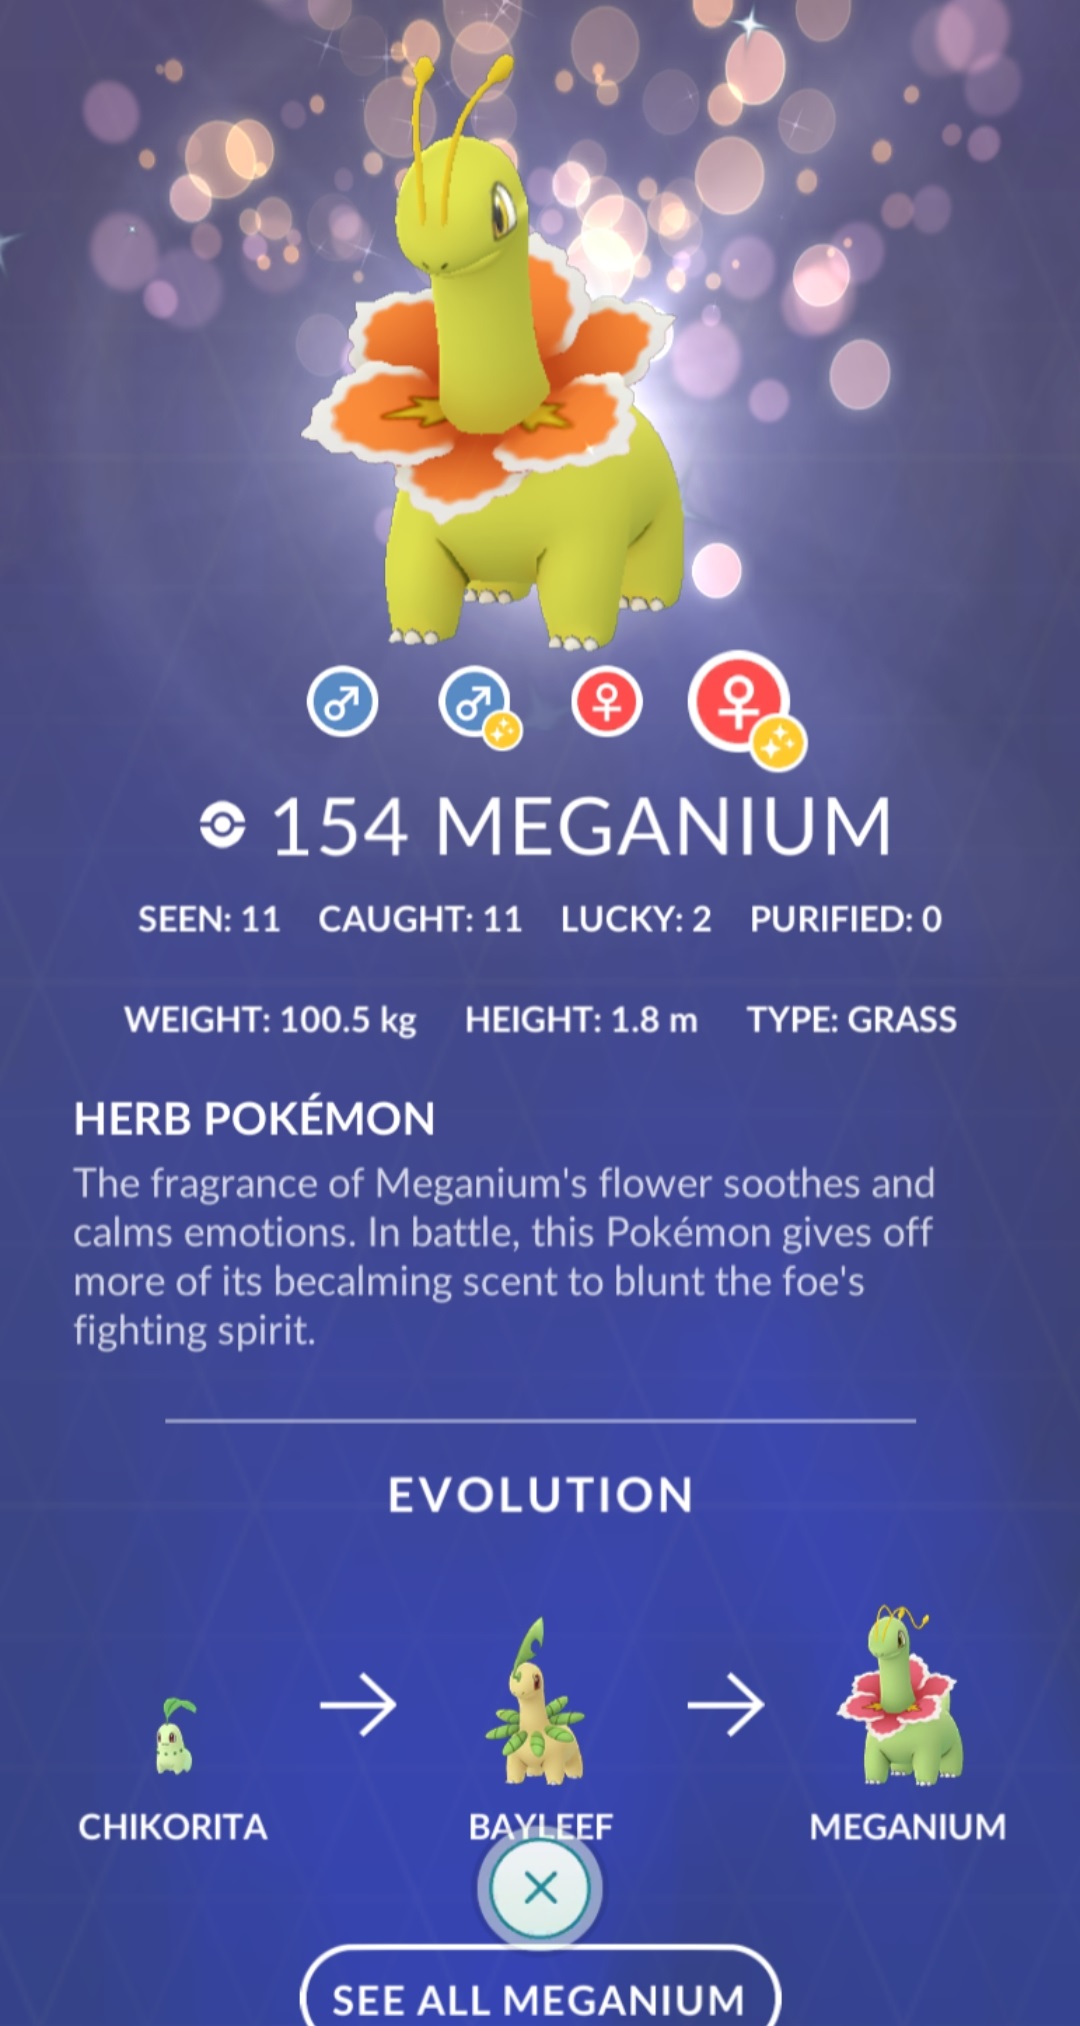 154 MEGANIUM
SEEN: 11 CAUGHT: 11 LUCKY: 2 PURIFIED: 0
WEIGHT: 100.5 kg HEIGHT: 1.8 m TYPE: GRASS
HERB POKÉMON
The fragrance of Meganium's flower soothes and
calms emotions. In battle, this Pokémon gives off
more of its becalming scent to blunt the foe's
fighting spirit.
EVOLUTION
CHIKORITA BAYLEEF MEGANIUM
SEE ALL MEGANIUM